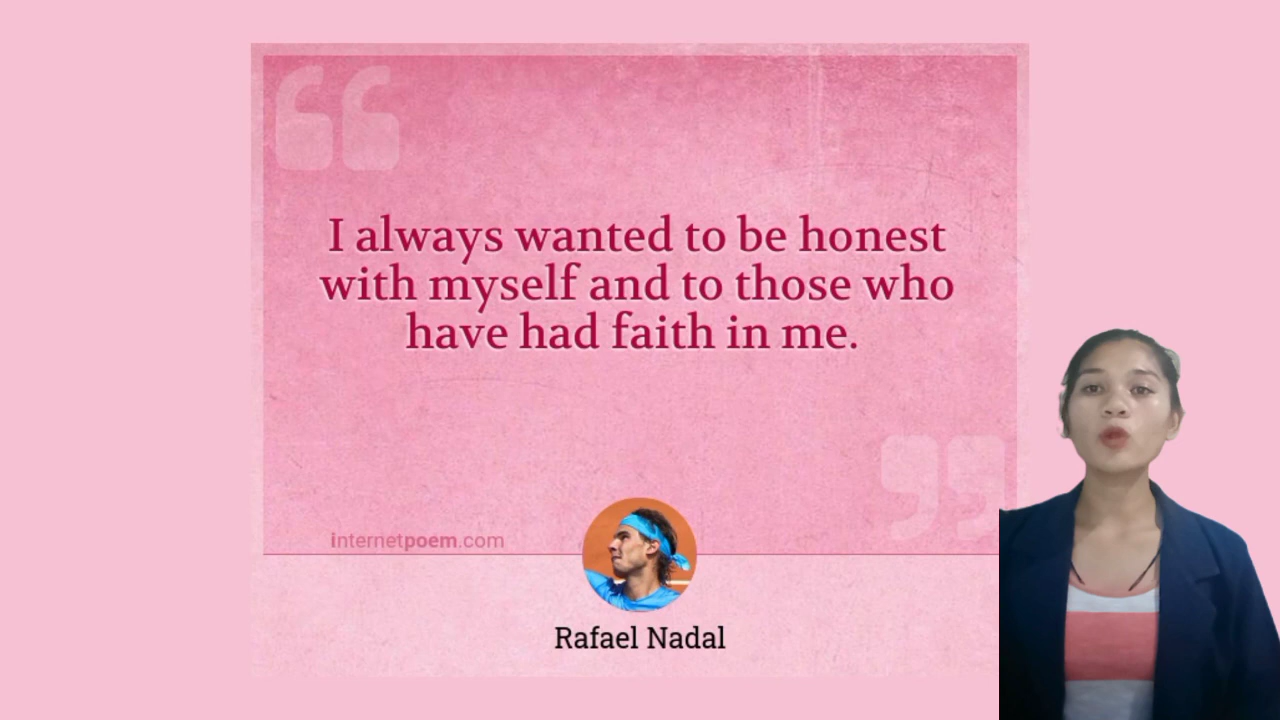 I always wanted to be honest
with myself and to those who
have had faith in me.
internetpoem.com
Rafael Nadal